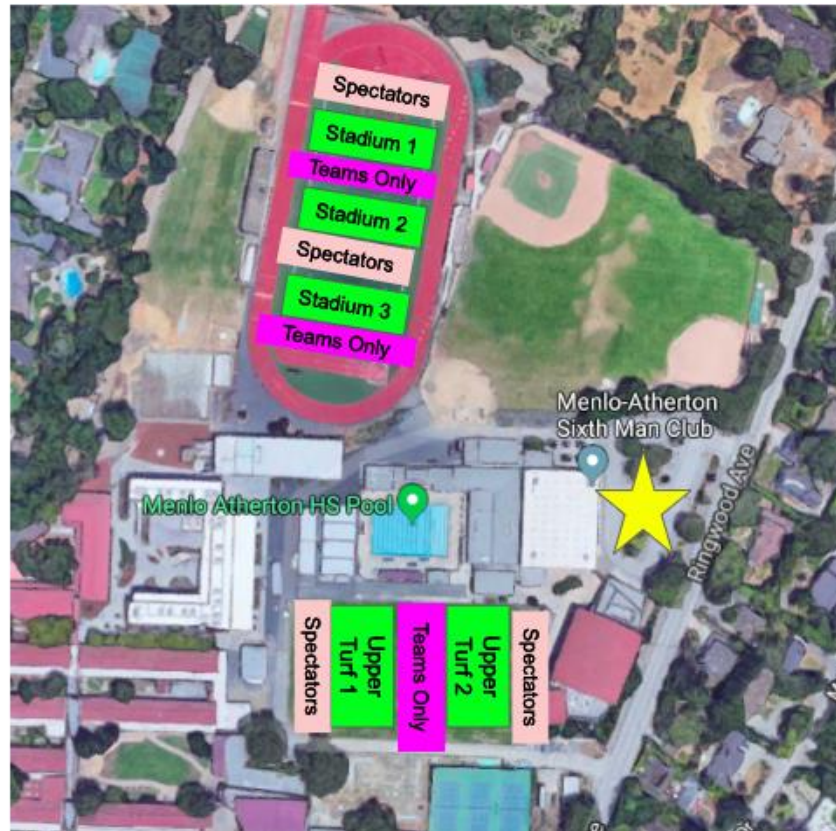 Spectators
Stadium 1
Teams Only
Stadium 2
Spectators
Stadium 3
Teams Only
Menlo-Atherton
Sixth Man Club
Menlo Atherton HS Pool
Ringwood Ave
Spectators
Upper
Turf 1
Teams Only
Upper
Turf 2
Spectators